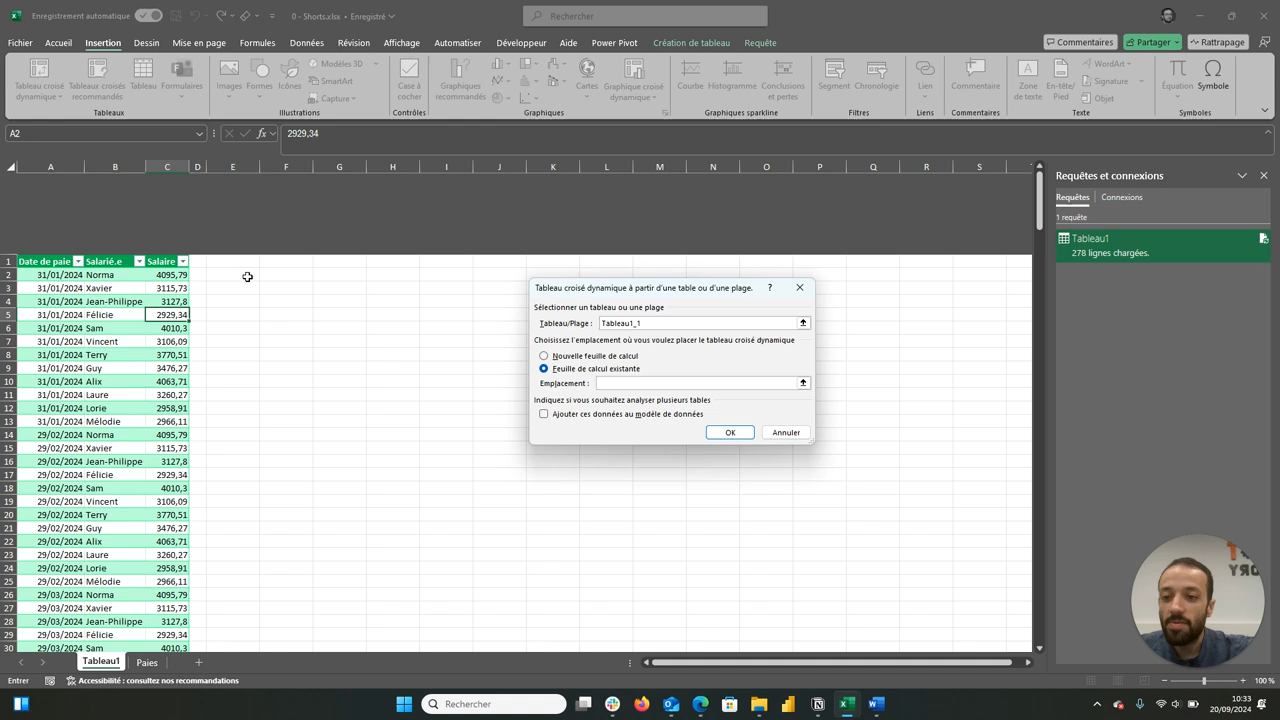 Enregistrement automatique
0 - Shorts.xlsx • Enregistré
Rechercher
Fichier Accueil Insertion Dessin Mise en page Formules Données Révision Affichage Automatiser Développeur Aide Power Pivot Création de tableau Requête
Commentaires Partager Rattrapage
Tableau croisé dynamique
Tableaux croisés recommandés
Tableau
Formulaires
Tableaux
Images
Formes
Icônes
Modèles 3D
SmartArt
Capture
Illustrations
Case à cocher
Contrôles
Graphiques recommandés
Cartes
Graphique croisé dynamique
Graphiques
Courbe
Histogramme
Conclusions et pertes
Graphiques sparkline
Segment
Chronologie
Filtres
Lien
Liens
Commentaire
Commentaires
Zone de texte
En-tête/Pied
WordArt
Signature
Objet
Texte
Équation
Symbole
Symboles
A2
fx
2929,34
A B C D E F G H I J K L M N O P Q R S
1 Date de paie Salarié.e Salaire
2 31/01/2024 Norma 4095,79
3 31/01/2024 Xavier 3115,73
4 31/01/2024 Jean-Philippe 3127,8
5 31/01/2024 Félicie 2929,34
6 31/01/2024 Sam 4010,3
7 31/01/2024 Vincent 3106,09
8 31/01/2024 Terry 3770,51
9 31/01/2024 Guy 3476,27
10 31/01/2024 Alix 4063,71
11 31/01/2024 Laure 3260,27
12 31/01/2024 Lorie 2958,91
13 31/01/2024 Mélodie 2966,11
14 29/02/2024 Norma 4095,79
15 29/02/2024 Xavier 3115,73
16 29/02/2024 Jean-Philippe 3127,8
17 29/02/2024 Félicie 2929,34
18 29/02/2024 Sam 4010,3
19 29/02/2024 Vincent 3106,09
20 29/02/2024 Terry 3770,51
21 29/02/2024 Guy 3476,27
22 29/02/2024 Alix 4063,71
23 29/02/2024 Laure 3260,27
24 29/02/2024 Lorie 2958,91
25 29/02/2024 Mélodie 2966,11
26 29/03/2024 Norma 4095,79
27 29/03/2024 Xavier 3115,73
28 29/03/2024 Jean-Philippe 3127,8
29 29/03/2024 Félicie 2929,34
30 29/03/2024 Sam 4010,3
Tableau croisé dynamique à partir d'une table ou d'une plage.
Sélectionner un tableau ou une plage
Tableau/Plage : Tableau1_1
Choisissez l'emplacement où vous voulez placer le tableau croisé dynamique
Nouvelle feuille de calcul
Feuille de calcul existante
Emplacement :
Indiquez si vous souhaitez analyser plusieurs tables
Ajouter ces données au modèle de données
OK Annuler
Requêtes et connexions
Requêtes Connexions
1 requête
Tableau1
278 lignes chargées.
Tableau1 Paies
Entrer
Accessibilité : consultez nos recommandations
100 %
Rechercher
10:33
20/09/2024